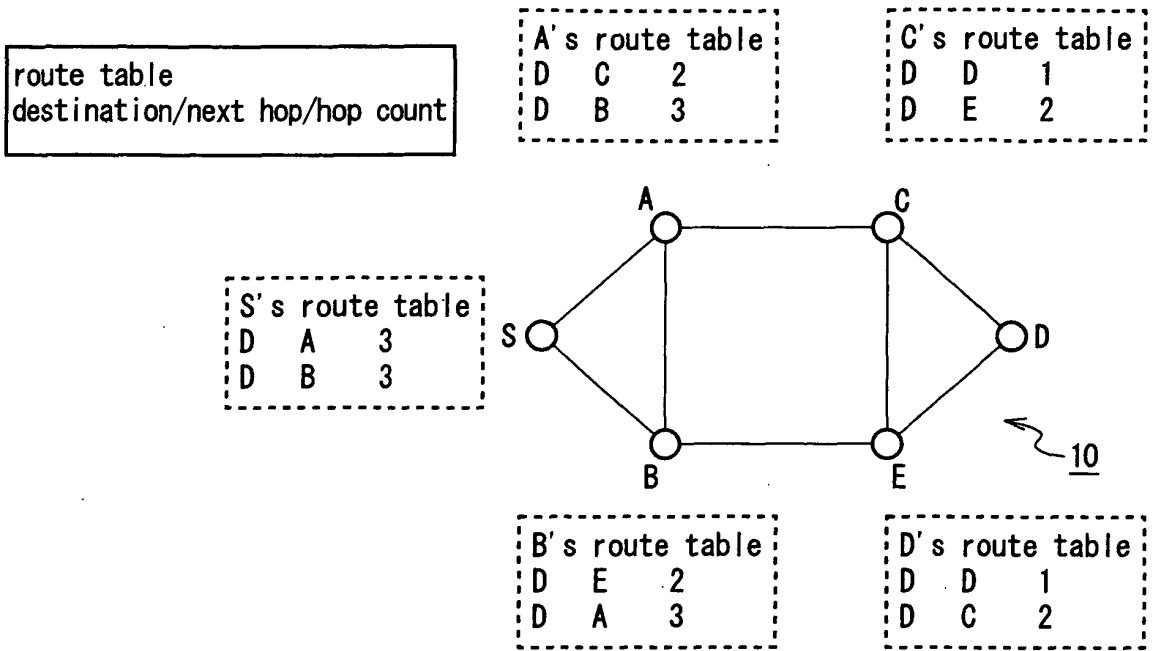 route table
destination/next hop/hop count
A's route table
D C 2
D B 3
C's route table
D D 1
D E 2
A
C
S's route table
D A 3
D B 3
S
D
B
E
10
B's route table
D E 2
D A 3
D's route table
D D 1
D C 2